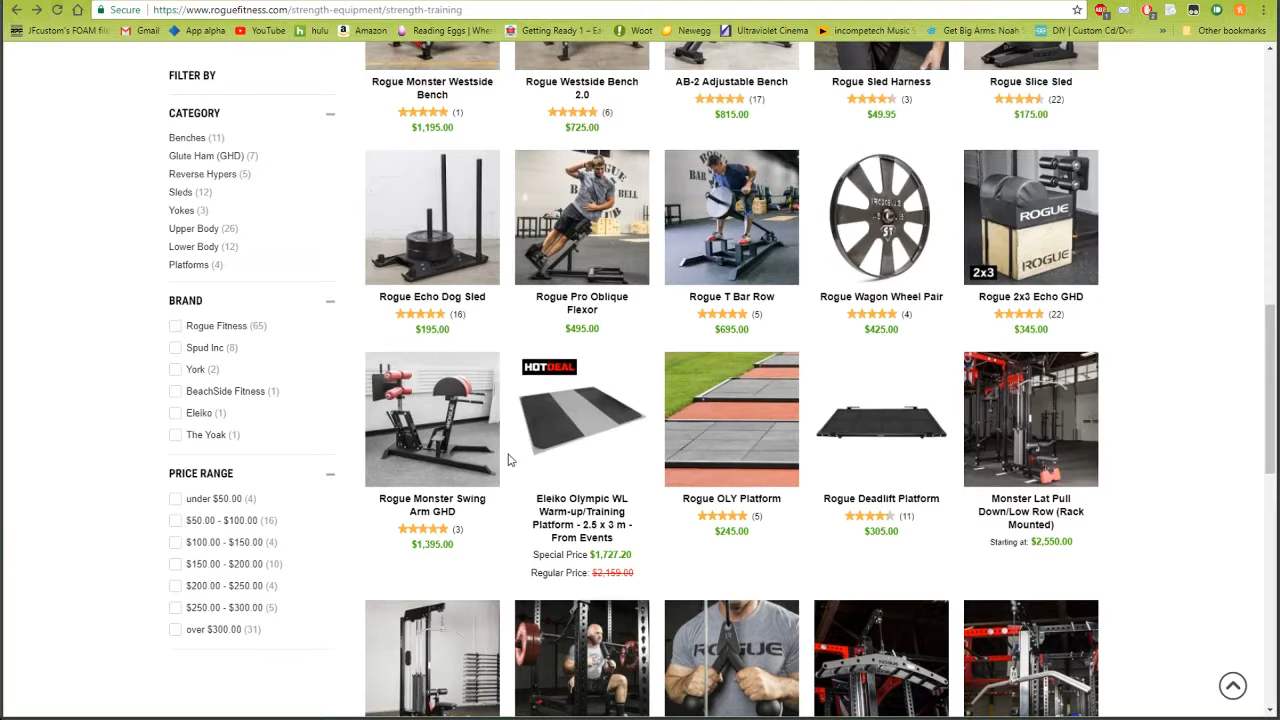 Secure
https://www.roguefitness.com/strength-equipment/strength-training
Apps
JFcustom's FOAM file
Gmail
App alpha
YouTube
hulu
Amazon
Reading Eggs | Wher
Getting Ready 1 – Ea
Woot
Newegg
Ultraviolet Cinema
incompetech Music S
Get Big Arms: Noah
DIY | Custom Cd/Dv
»
Other bookmarks
FILTER BY
CATEGORY
Benches (11)
Glute Ham (GHD) (7)
Reverse Hypers (5)
Sleds (12)
Yokes (3)
Upper Body (26)
Lower Body (12)
Platforms (4)
BRAND
Rogue Fitness (65)
Spud Inc (8)
York (2)
BeachSide Fitness (1)
Eleiko (1)
The Yoak (1)
PRICE RANGE
under $50.00 (4)
$50.00 - $100.00 (16)
$100.00 - $150.00 (4)
$150.00 - $200.00 (10)
$200.00 - $250.00 (4)
$250.00 - $300.00 (5)
over $300.00 (31)
Rogue Monster Westside
Bench
(1)
$1,195.00
Rogue Westside Bench
2.0
(6)
$725.00
AB-2 Adjustable Bench
(17)
$815.00
Rogue Sled Harness
(3)
$49.95
Rogue Slice Sled
(22)
$175.00
Rogue Echo Dog Sled
(16)
$195.00
Rogue Pro Oblique
Flexor
$495.00
Rogue T Bar Row
(5)
$695.00
Rogue Wagon Wheel Pair
(4)
$425.00
ROGUE
ROGUE
2x3
Rogue 2x3 Echo GHD
(22)
$345.00
Rogue Monster Swing
Arm GHD
(3)
$1,395.00
HOTDEAL
Eleiko Olympic WL
Warm-up/Training
Platform - 2.5 x 3 m -
From Events
Special Price $1,727.20
Regular Price: $2,159.00
Rogue OLY Platform
(5)
$245.00
Rogue Deadlift Platform
(11)
$305.00
Monster Lat Pull
Down/Low Row (Rack
Mounted)
Starting at: $2,550.00
ROGUE